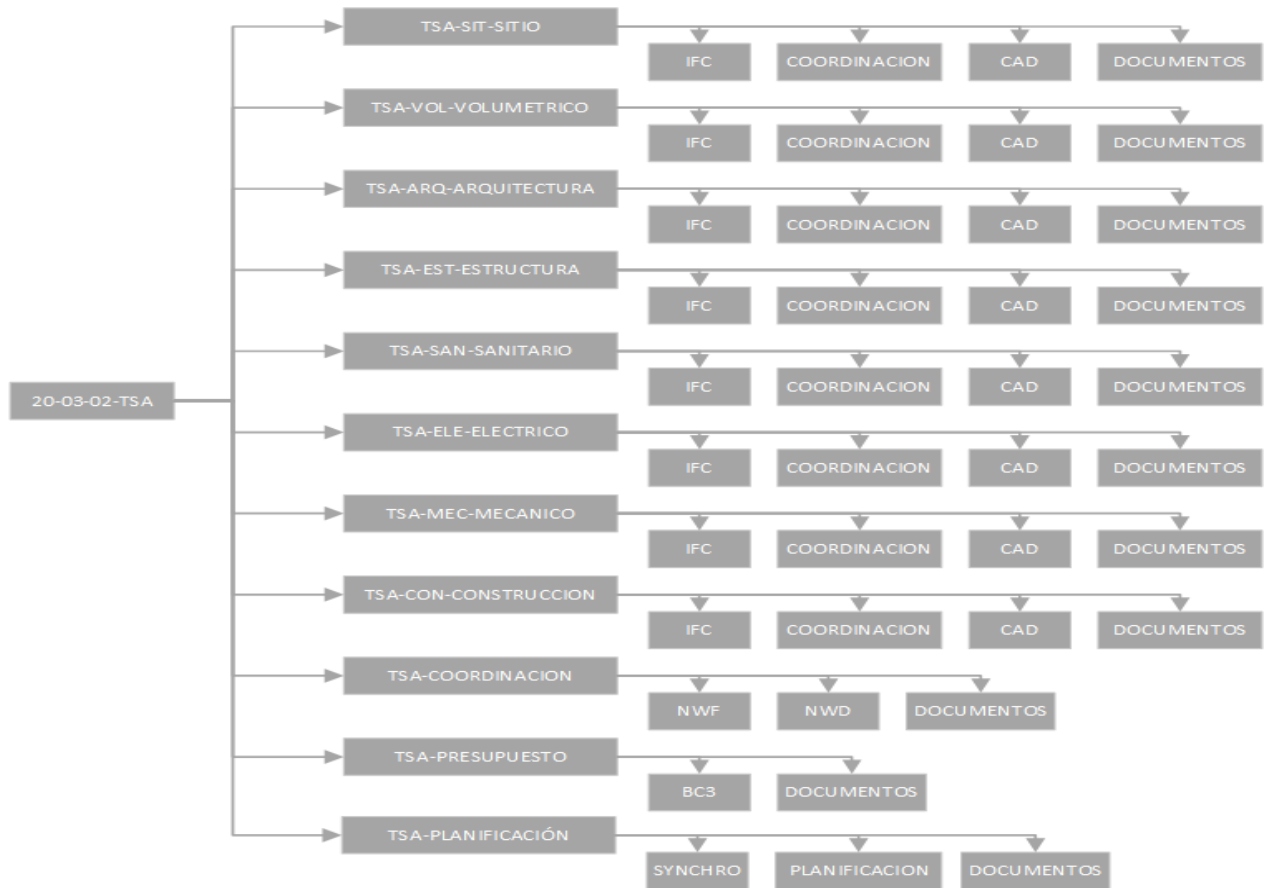 TSA-SIT-SITIO
IFC COORDINACION CAD DOCUMENTOS
TSA-VOL-VOLUMETRICO
IFC COORDINACION CAD DOCUMENTOS
TSA-ARQ-ARQUITECTURA
IFC COORDINACION CAD DOCUMENTOS
TSA-EST-ESTRUCTURA
IFC COORDINACION CAD DOCUMENTOS
TSA-SAN-SANITARIO
IFC COORDINACION CAD DOCUMENTOS
20-03-02-TSA
TSA-ELE-ELECTRICO
IFC COORDINACION CAD DOCUMENTOS
TSA-MEC-MECANICO
IFC COORDINACION CAD DOCUMENTOS
TSA-CON-CONSTRUCCION
IFC COORDINACION CAD DOCUMENTOS
TSA-COORDINACION
NWF NWD DOCUMENTOS
TSA-PRESUPUESTO
BC3 DOCUMENTOS
TSA-PLANIFICACIÓN
SYNCHRO PLANIFICACION DOCUMENTOS